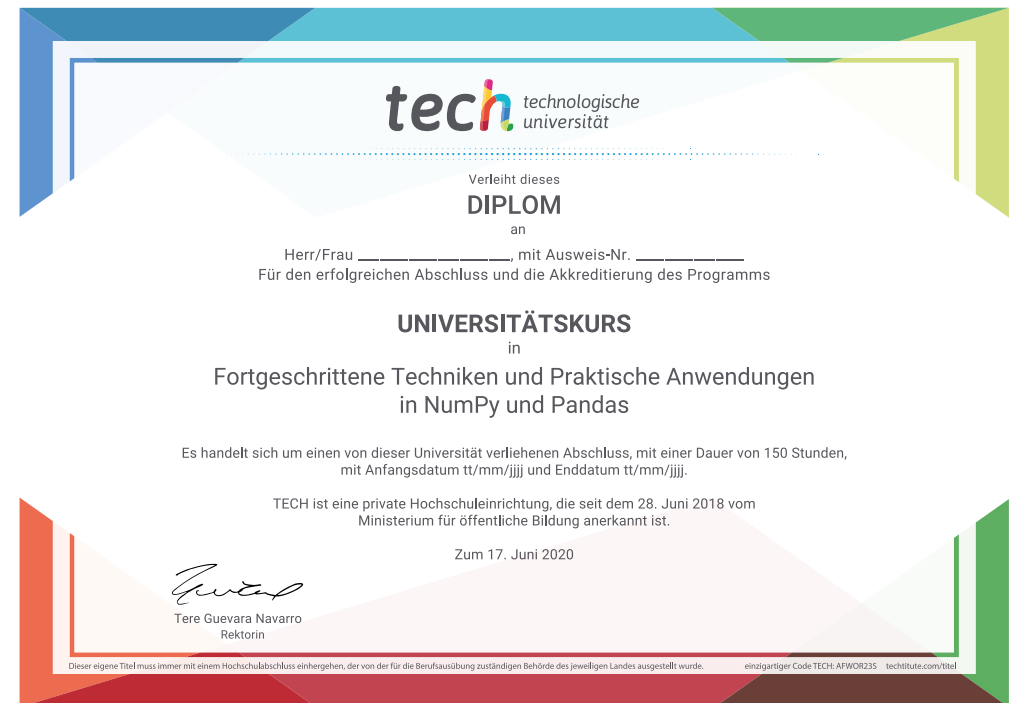 tech technologische
universität
Verleiht dieses
DIPLOM
an
Herr/Frau ____________________, mit Ausweis-Nr. ______________
Für den erfolgreichen Abschluss und die Akkreditierung des Programms
UNIVERSITÄTSKURS
in
Fortgeschrittene Techniken und Praktische Anwendungen
in NumPy und Pandas
Es handelt sich um einen von dieser Universität verliehenen Abschluss, mit einer Dauer von 150 Stunden,
mit Anfangsdatum tt/mm/jjjj und Enddatum tt/mm/jjjj.
TECH ist eine private Hochschuleinrichtung, die seit dem 28. Juni 2018 vom
Ministerium für öffentliche Bildung anerkannt ist.
Zum 17. Juni 2020
Tere Guevara Navarro
Rektorin
Dieser eigene Titel muss immer mit einem Hochschulabschluss einhergehen, der von der für die Berufsausübung zuständigen Behörde des jeweiligen Landes ausgestellt wurde. einzigartiger Code TECH: AFWOR23S techtitute.com/titel